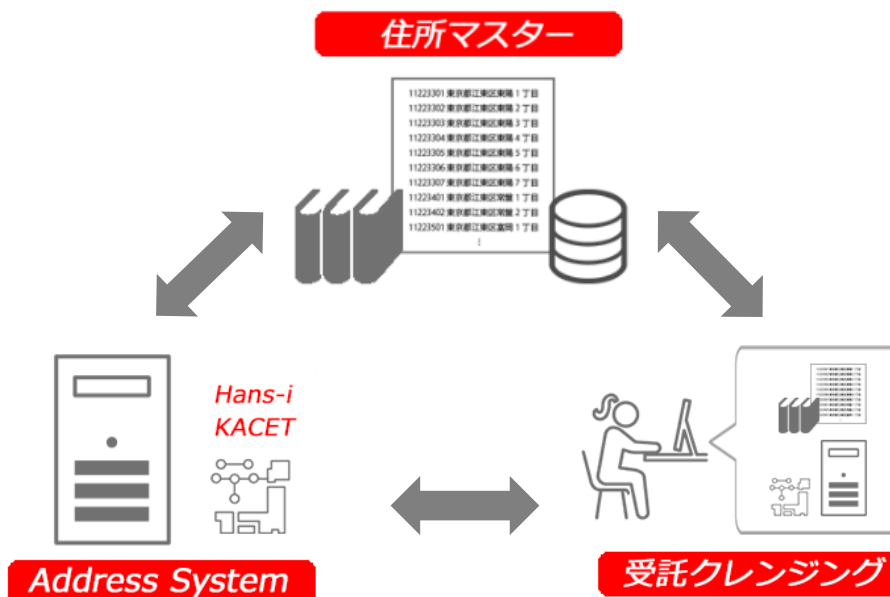 住所マスター
11223301 東京都江東区東陽 1 丁目
11223302 東京都江東区東陽 2 丁目
11223303 東京都江東区東陽 3 丁目
11223304 東京都江東区東陽 4 丁目
11223305 東京都江東区東陽 5 丁目
11223306 東京都江東区東陽 6 丁目
11223307 東京都江東区東陽 7 丁目
11223401 東京都江東区常盤 1 丁目
11223402 東京都江東区常盤 2 丁目
11223501 東京都江東区富岡 1 丁目
⋮
Hans-i
KACET
Address System
受託クレンジング